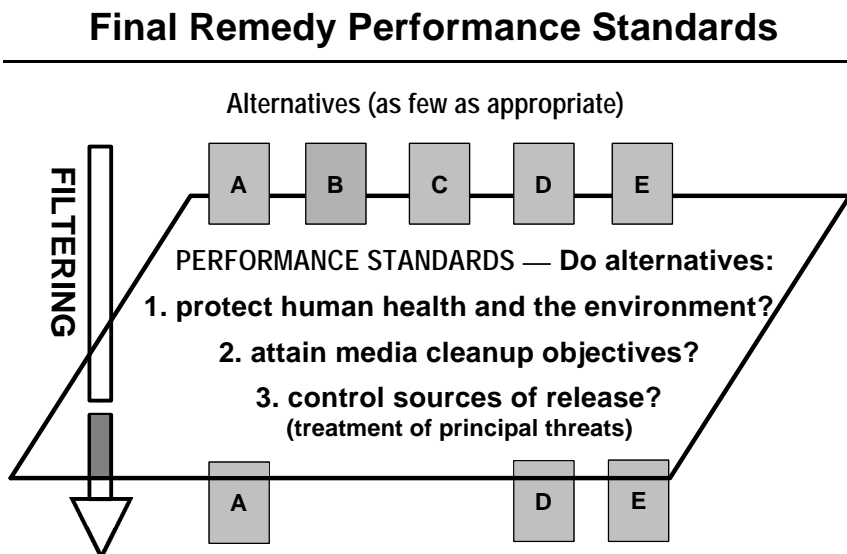 Final Remedy Performance Standards
Alternatives (as few as appropriate)
FILTERING
A B C D E
PERFORMANCE STANDARDS — Do alternatives:
1. protect human health and the environment?
2. attain media cleanup objectives?
3. control sources of release?
(treatment of principal threats)
A D E